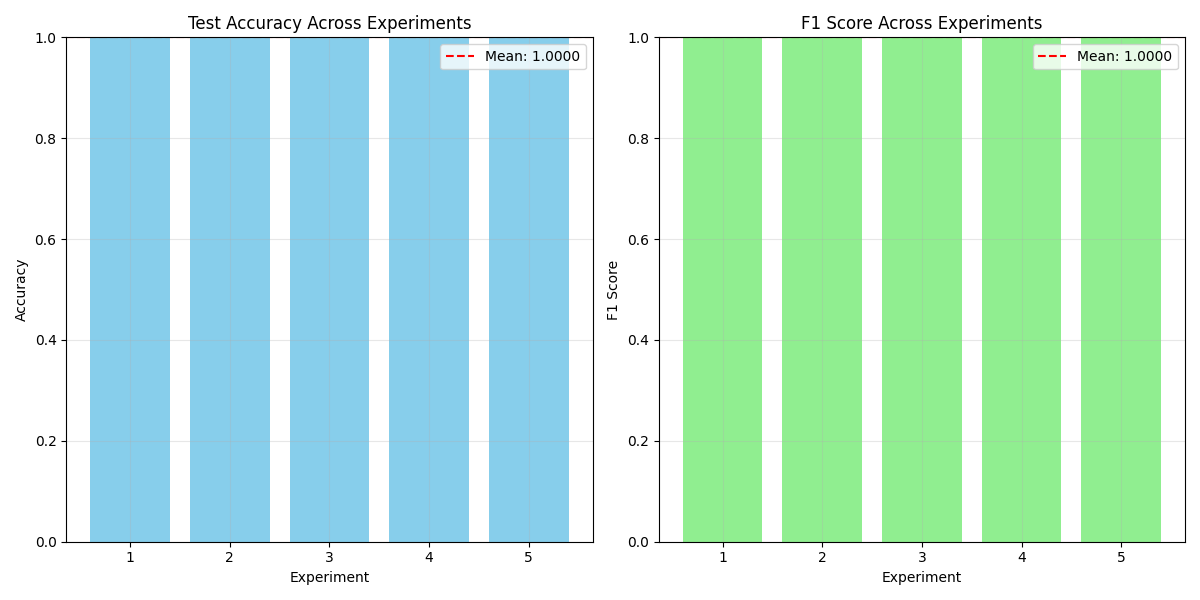 Test Accuracy Across Experiments
Mean: 1.0000
1.0
0.8
0.6
0.4
0.2
0.0
Accuracy
1 2 3 4 5
Experiment
F1 Score Across Experiments
Mean: 1.0000
1.0
0.8
0.6
0.4
0.2
0.0
F1 Score
1 2 3 4 5
Experiment